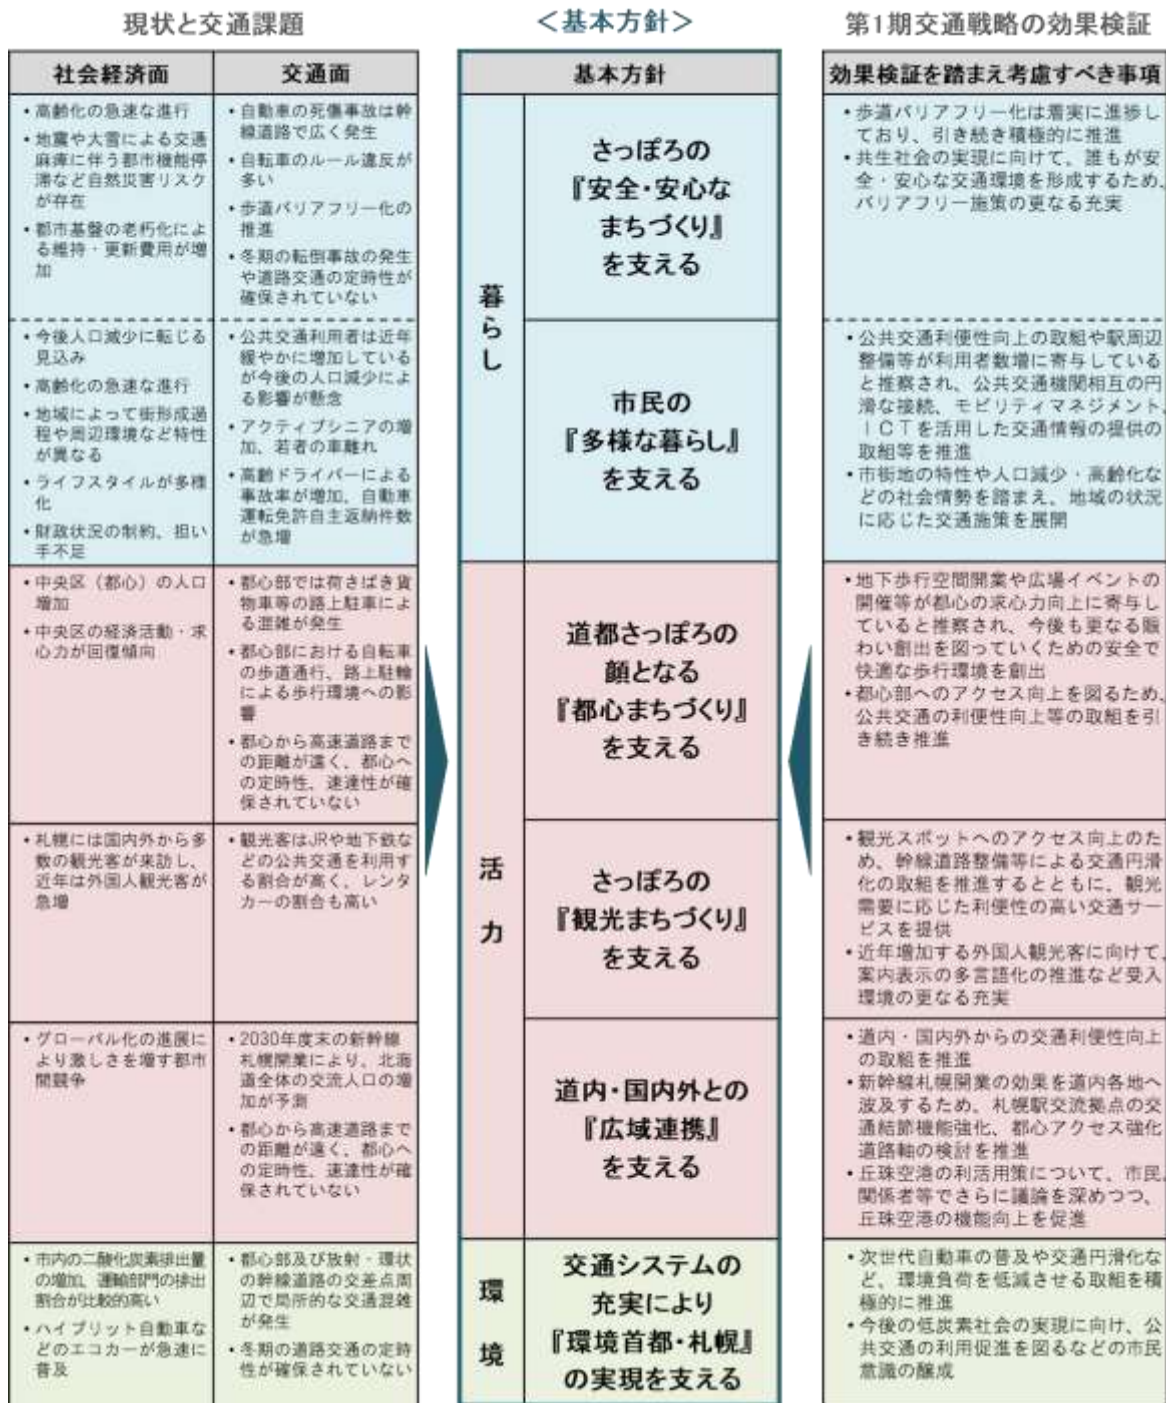 現状と交通課題
社会経済面
交通面
・高齢化の急速な進行
・地震や大雪による交通
麻痺に伴う都市機能停
滞など自然災害リスク
が存在
・都市基盤の老朽化によ
る維持・更新費用が増
加
・自動車の死傷事故は幹
線道路で広く発生
・自転車のルール違反が
多い
・歩道バリアフリー化の
推進
・冬期の転倒事故の発生
や道路交通の定時性が
確保されていない
・今後人口減少に転じる
見込み
・高齢化の急速な進行
・地域によって街形成過
程や周辺環境など特性
が異なる
・ライフスタイルが多様
化
・財政状況の制約、担い
手不足
・公共交通利用者は近年
緩やかに増加している
が今後の人口減少によ
る影響が懸念
・アクティブシニアの増
加、若者の車離れ
・高齢ドライバーによる
事故率が増加、自動車
運転免許自主返納件数
が急増
・中央区（都心）の人口
増加
・中央区の経済活動・求
心力が回復傾向
・都心部では荷さばき貨
物車等の路上駐車によ
る混雑が発生
・都心部における自転車
の歩道通行、路上駐輪
による歩行環境への影
響
・都心から高速道路まで
の距離が遠く、都心へ
の定時性、速達性が確
保されていない
・札幌には国内外から多
数の観光客が来訪し、
近年は外国人観光客が
急増
・観光客はJRや地下鉄な
どの公共交通を利用す
る割合が高く、レンタ
カーの割合も高い
・グローバル化の進展に
より激しさを増す都市
間競争
・2030年度末の新幹線
札幌開業により、北海
道全体の交流人口の増
加が予測
・都心から高速道路まで
の距離が遠く、都心へ
の定時性、速達性が確
保されていない
・市内の二酸化炭素排出量
の増加、運輸部門の排出
割合が比較的高い
・ハイブリット自動車な
どのエコカーが急速に
普及
・都心部及び放射・環状
の幹線道路の交差点周
辺で局所的な交通混雑
が発生
・冬期の道路交通の定時
性が確保されていない
＜基本方針＞
基本方針
暮らし
さっぽろの
『安全・安心な
まちづくり』
を支える
市民の
『多様な暮らし』
を支える
活力
道都さっぽろの
顔となる
『都心まちづくり』
を支える
さっぽろの
『観光まちづくり』
を支える
道内・国内外との
『広域連携』
を支える
環境
交通システムの
充実により
『環境首都・札幌』
の実現を支える
第1期交通戦略の効果検証
効果検証を踏まえ考慮すべき事項
・歩道バリアフリー化は着実に進捗し
ており、引き続き積極的に推進
・共生社会の実現に向けて、誰もが安
全・安心な交通環境を形成するため、
バリアフリー施策の更なる充実
・公共交通利便性向上の取組や駅周辺
整備等が利用者数増に寄与している
と推察され、公共交通機関相互の円
滑な接続、モビリティマネジメント、
ＩＣＴを活用した交通情報の提供の
取組等を推進
・市街地の特性や人口減少・高齢化な
どの社会情勢を踏まえ、地域の状況
に応じた交通施策を展開
・地下歩行空間開業や広場イベントの
開催等が都心の求心力向上に寄与し
ていると推察され、今後も更なる賑
わい創出を図っていくための安全で
快適な歩行環境を創出
・都心部へのアクセス向上を図るため、
公共交通の利便性向上等の取組を引
き続き推進
・観光スポットへのアクセス向上のた
め、幹線道路整備等による交通円滑
化の取組を推進するとともに、観光
需要に応じた利便性の高い交通サー
ビスを提供
・近年増加する外国人観光客に向けて、
案内表示の多言語化の推進など受入
環境の更なる充実
・道内・国内外からの交通利便性向上
の取組を推進
・新幹線札幌開業の効果を道内各地へ
波及するため、札幌駅交流拠点の交
通結節機能強化、都心アクセス強化
道路軸の検討を推進
・丘珠空港の利活用策について、市民、
関係者等でさらに議論を深めつつ、
丘珠空港の機能向上を促進
・次世代自動車の普及や交通円滑化な
ど、環境負荷を低減させる取組を積
極的に推進
・今後の低炭素社会の実現に向け、公
共交通の利用促進を図るなどの市民
意識の醸成